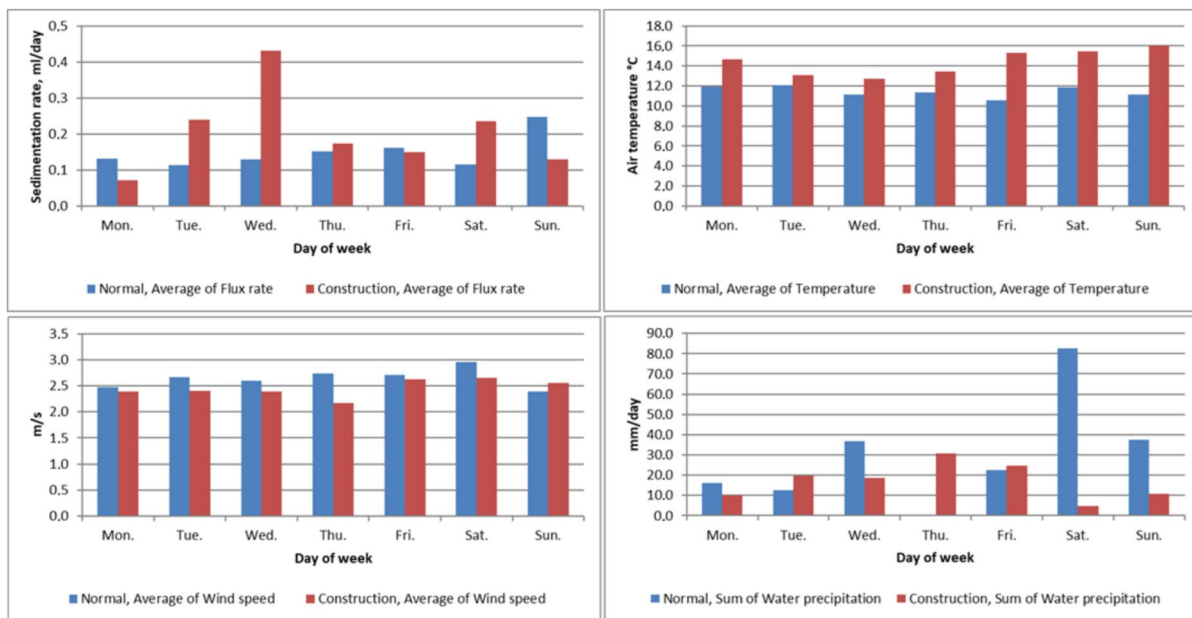 0.5
0.4
0.3
0.2
0.1
0.0
Sedimentation rate, ml/day
Mon. Tue. Wed. Thu. Fri. Sat. Sun.
Day of week
Normal, Average of Flux rate Construction, Average of Flux rate
18.0
16.0
14.0
12.0
10.0
8.0
6.0
4.0
2.0
0.0
Air temperature °C
Mon. Tue. Wed. Thu. Fri. Sat. Sun.
Day of week
Normal, Average of Temperature Construction, Average of Temperature
3.5
3.0
2.5
2.0
1.5
1.0
0.5
0.0
m/s
Mon. Tue. Wed. Thu. Fri. Sat. Sun.
Day of week
Normal, Average of Wind speed Construction, Average of Wind speed
90.0
80.0
70.0
60.0
50.0
40.0
30.0
20.0
10.0
0.0
mm/day
Mon. Tue. Wed. Thu. Fri. Sat. Sun.
Day of week
Normal, Sum of Water precipitation Construction, Sum of Water precipitation